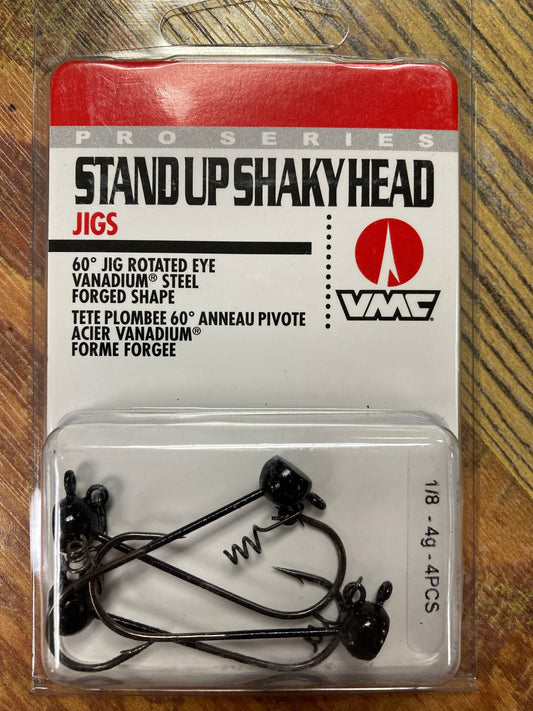 PRO SERIES
STAND UP SHAKY HEAD
JIGS
60° JIG ROTATED EYE
VANADIUM® STEEL
FORGED SHAPE
TETE PLOMBEE 60° ANNEAU PIVOTE
ACIER VANADIUM®
FORME FORGEE
VMC®
1/8 - 4g - 4PCS